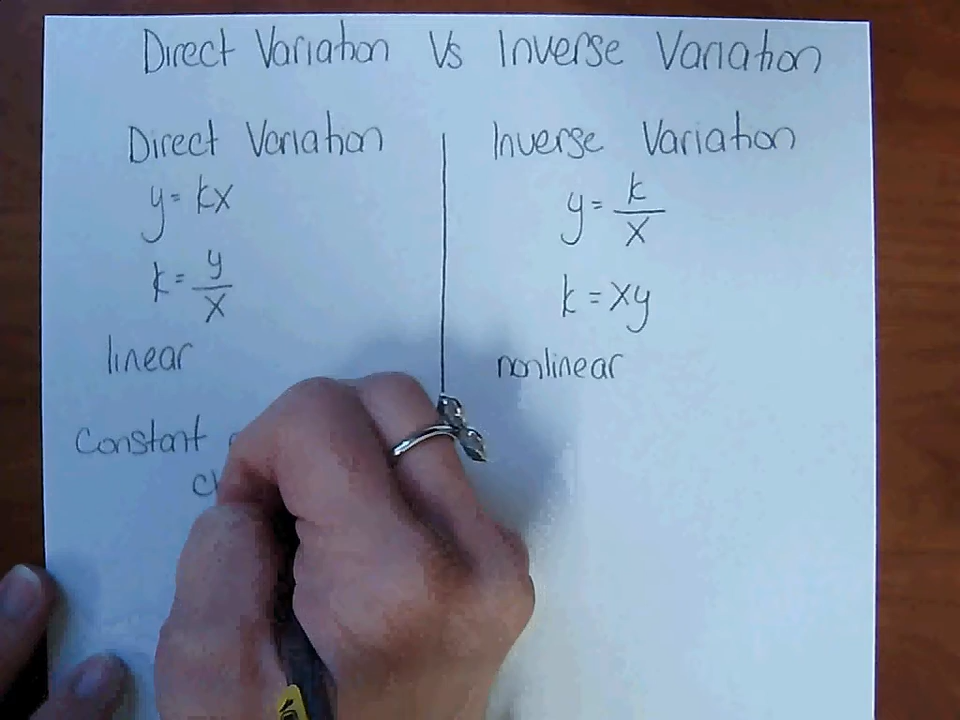 Direct Variation Vs Inverse Variation
Direct Variation
y = kx
k = y/x
linear
Constant
Inverse Variation
y = k/x
k = xy
nonlinear